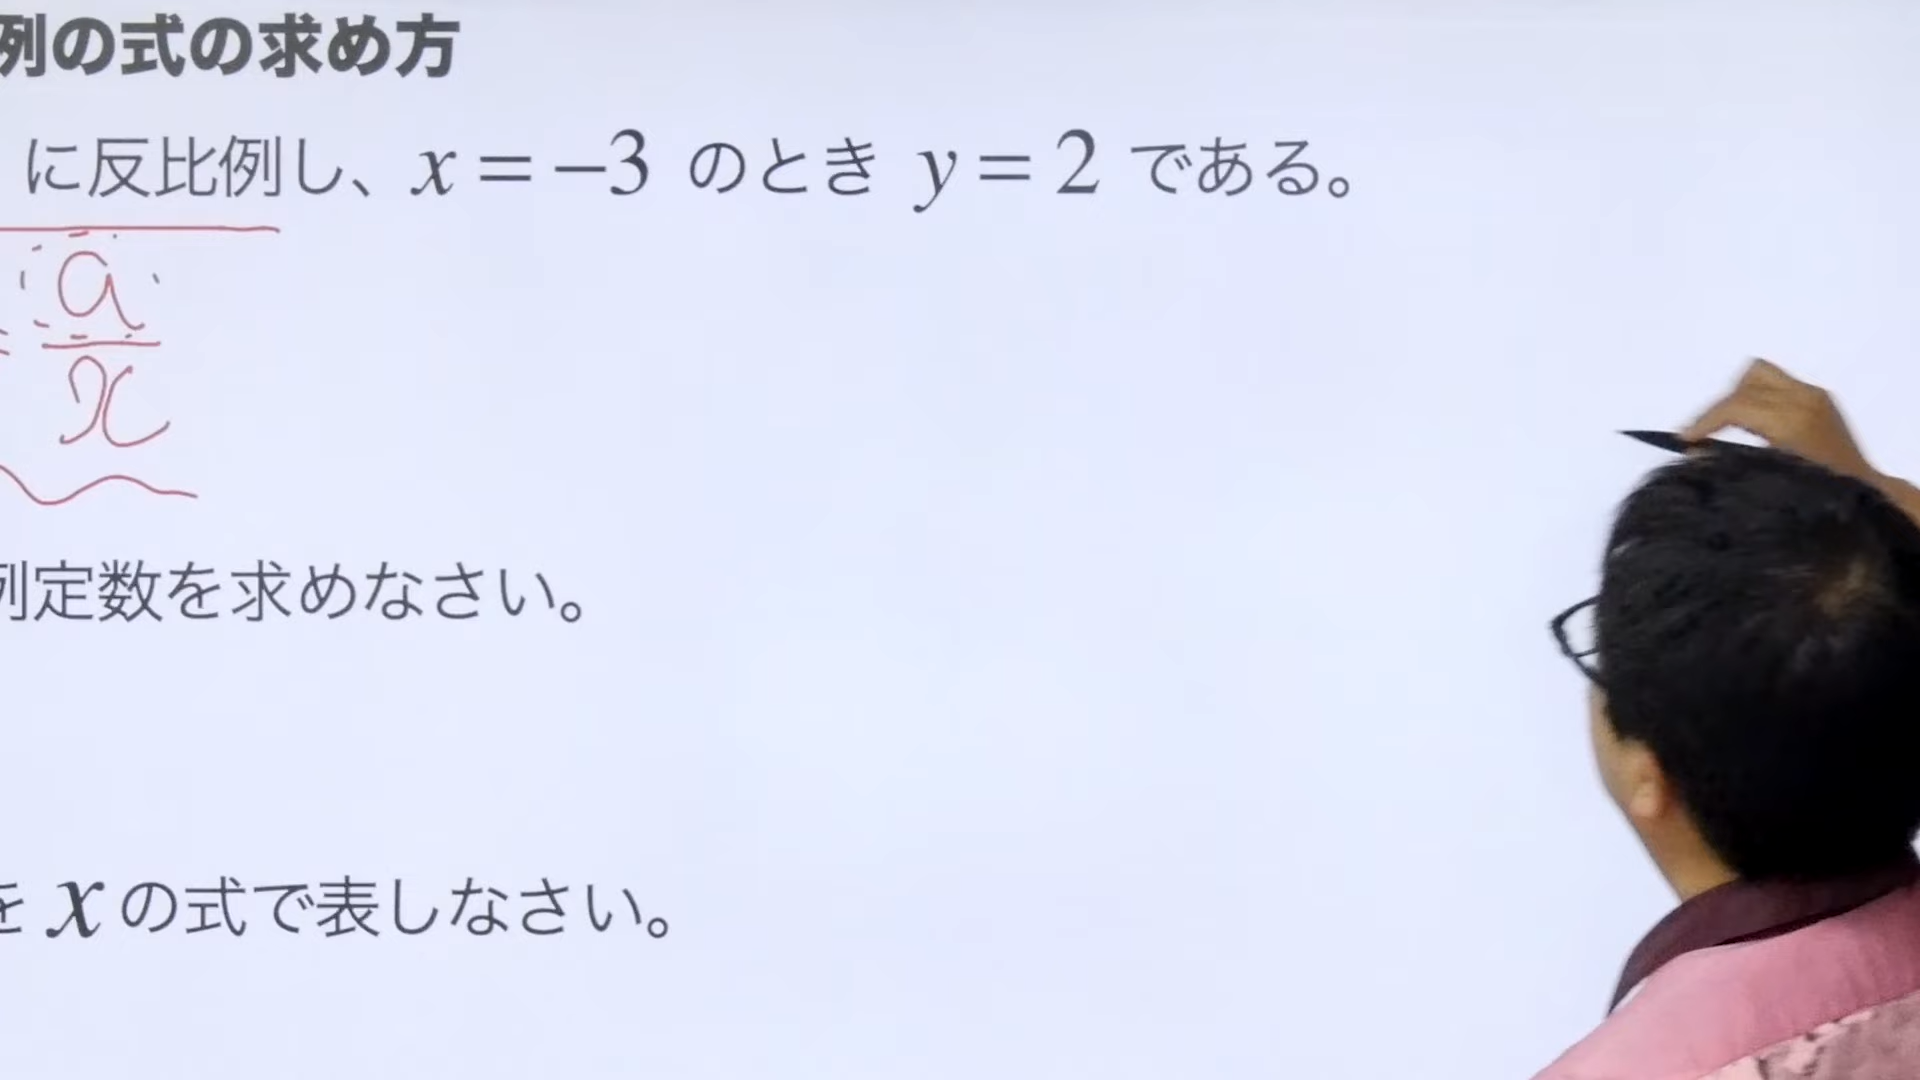 例の式の求め方
に反比例し、x = −3 のとき y = 2 である。
= a/x
例定数を求めなさい。
を x の式で表しなさい。